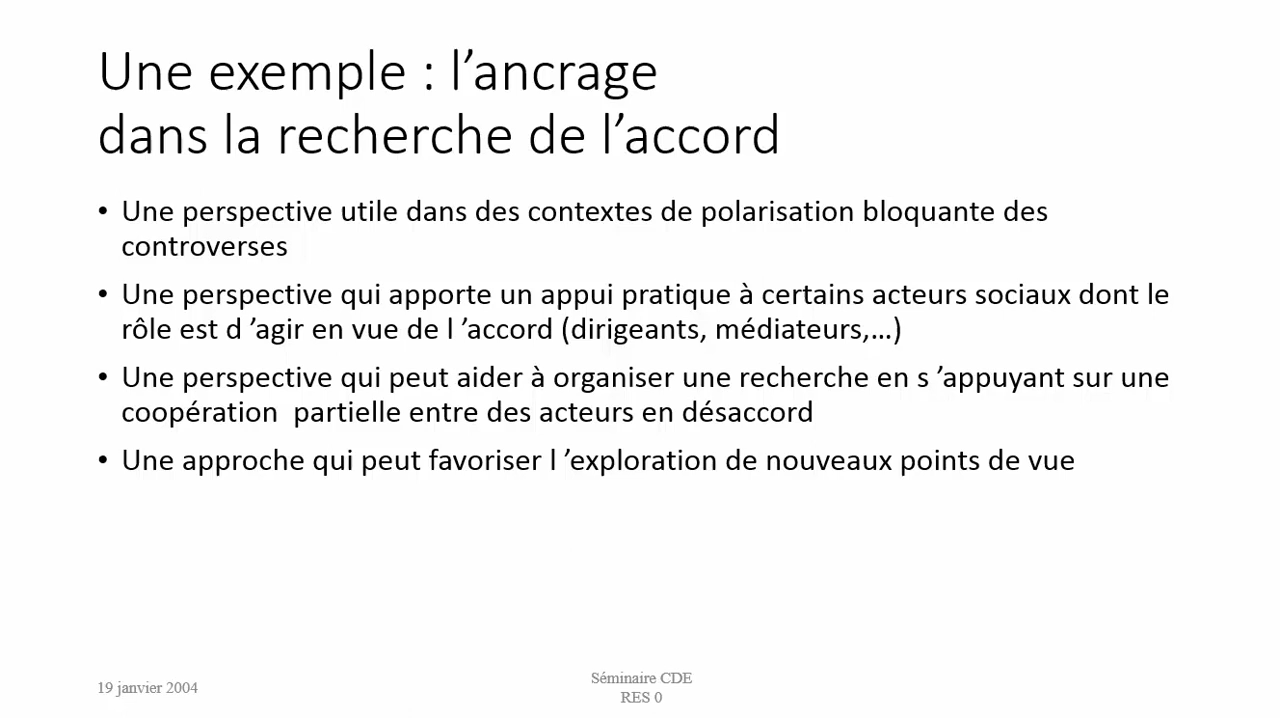 Une exemple : l’ancrage
dans la recherche de l’accord
• Une perspective utile dans des contextes de polarisation bloquante des
controverses
• Une perspective qui apporte un appui pratique à certains acteurs sociaux dont le
rôle est d ’agir en vue de l ’accord (dirigeants, médiateurs,…)
• Une perspective qui peut aider à organiser une recherche en s ’appuyant sur une
coopération  partielle entre des acteurs en désaccord
• Une approche qui peut favoriser l ’exploration de nouveaux points de vue
19 janvier 2004
Séminaire CDE
RES 0